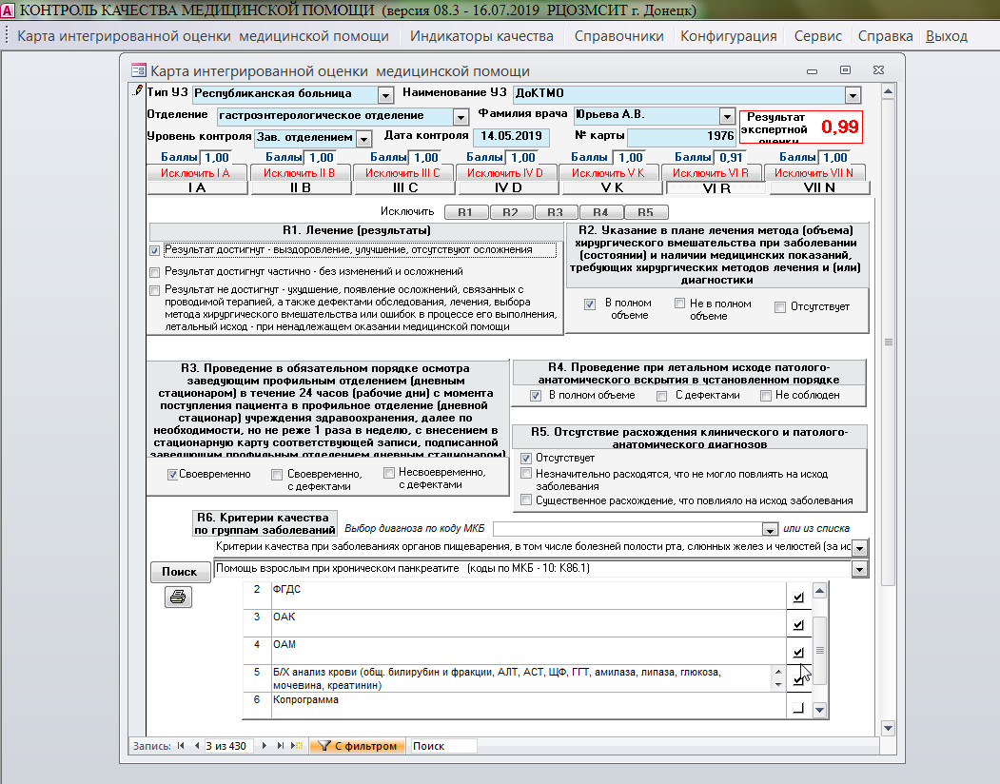 КОНТРОЛЬ КАЧЕСТВА МЕДИЦИНСКОЙ ПОМОЩИ (версия 08.3 - 16.07.2019 РЦОЗМСИТ г. Донецк)
Карта интегрированной оценки медицинской помощи Индикаторы качества Справочники Конфигурация Сервис Справка Выход
Карта интегрированной оценки медицинской помощи
Тип УЗ Республиканская больница Наименование УЗ ДоКТМО
Отделение гастроэнтерологическое отделение Фамилия врача Юрьева А.В.
Уровень контроля Зав. отделением Дата контроля 14.05.2019 № карты 1976
Результат экспертной оценки 0,99
Баллы 1,00 Баллы 1,00 Баллы 1,00 Баллы 1,00 Баллы 1,00 Баллы 0,91 Баллы 1,00
Исключить I A Исключить II B Исключить III C Исключить IV D Исключить V K Исключить VI R Исключить VII N
I A II B III C IV D V K VI R VII N
Исключить R1 R2 R3 R4 R5
R1. Лечение (результаты)
Результат достигнут - выздоровление, улучшение, отсутствуют осложнения
Результат достигнут частично - без изменений и осложнений
Результат не достигнут - ухудшение, появление осложнений, связанных с
проводимой терапией, а также дефектами обследования, лечения, выбора
метода хирургического вмешательства или ошибок в процессе его выполнения,
летальный исход - при ненадлежащем оказании медицинской помощи
R2. Указание в плане лечения метода (объема)
хирургического вмешательства при заболевании
(состоянии) и наличии медицинских показаний,
требующих хирургических методов лечения и (или)
диагностики
В полном объеме Не в полном объеме Отсутствует
R3. Проведение в обязательном порядке осмотра
заведующим профильным отделением (дневным
стационаром) в течение 24 часов (рабочие дни) с момента
поступления пациента в профильное отделение (дневной
стационар) учреждения здравоохранения, далее по
необходимости, но не реже 1 раза в неделю, с внесением в
стационарную карту соответствующей записи, подписанной
заведующим профильным отделением дневным стационаром)
Своевременно Своевременно, с дефектами Несвоевременно, с дефектами
R4. Проведение при летальном исходе патолого-
анатомического вскрытия в установленном порядке
В полном объеме С дефектами Не соблюден
R5. Отсутствие расхождения клинического и патолого-
анатомического диагнозов
Отсутствует
Незначительно расходятся, что не могло повлиять на исход
заболевания
Существенное расхождение, что повлияло на исход заболевания
R6. Критерии качества
по группам заболеваний
Выбор диагноза по коду МКБ или из списка
Критерии качества при заболеваниях органов пищеварения, в том числе болезней полости рта, слюнных желез и челюстей (за ис
Поиск Помощь взрослым при хроническом панкреатите (коды по МКБ - 10: K86.1)
2 ФГДС
3 ОАК
4 ОАМ
5 Б/Х анализ крови (общ. билирубин и фракции, АЛТ, АСТ, ЩФ, ГГТ, амилаза, липаза, глюкоза,
мочевина, креатинин)
6 Копрограмма
Запись: 3 из 430 С фильтром Поиск